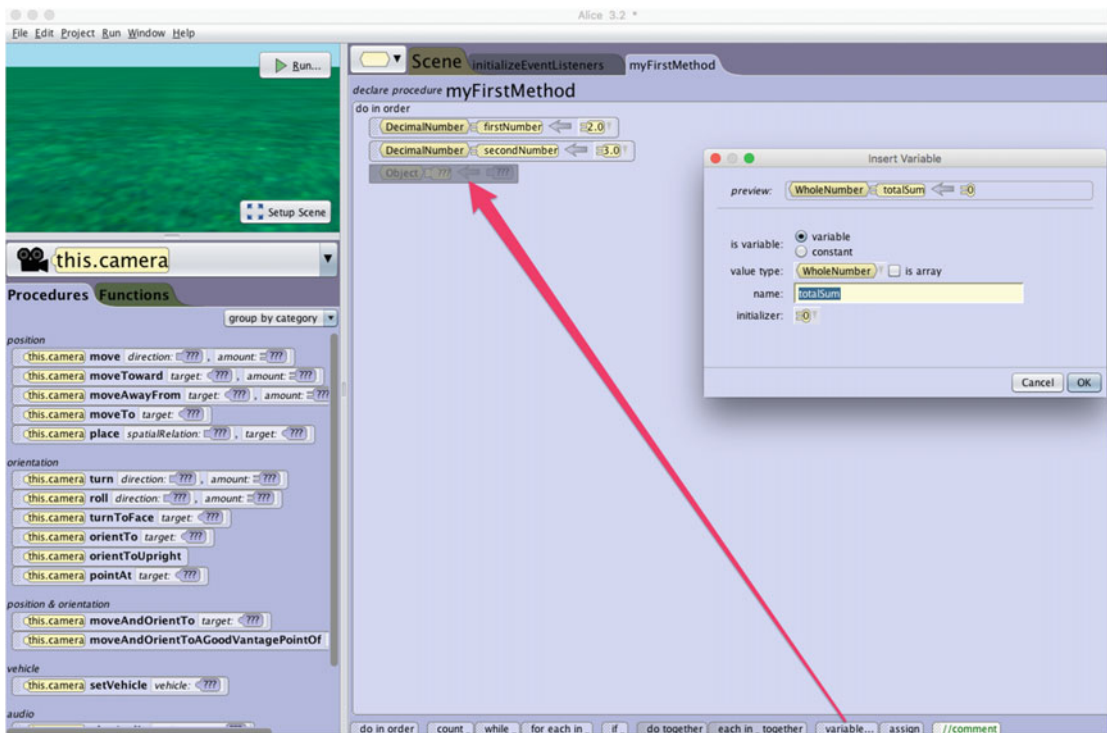 Alice 3.2 *
File Edit Project Run Window Help
Run...
Setup Scene
this.camera
Procedures Functions
group by category
position
this.camera move direction: ??? , amount: ???
this.camera moveToward target: ??? , amount: ???
this.camera moveAwayFrom target: ??? , amount: ???
this.camera moveTo target: ???
this.camera place spatialRelation: ??? , target: ???
orientation
this.camera turn direction: ??? , amount: ???
this.camera roll direction: ??? , amount: ???
this.camera turnToFace target: ???
this.camera orientTo target: ???
this.camera orientToUpright
this.camera pointAt target: ???
position & orientation
this.camera moveAndOrientTo target: ???
this.camera moveAndOrientToAGoodVantagePointOf
vehicle
this.camera setVehicle vehicle: ???
audio
Scene initializeEventListeners myFirstMethod
declare procedure myFirstMethod
do in order
DecimalNumber firstNumber 2.0
DecimalNumber secondNumber 3.0
Object ??? ???
Insert Variable
preview: WholeNumber totalSum 0
is variable: variable
constant
value type: WholeNumber is array
name: totalSum
initializer: 0
Cancel OK
do in order count _ while _ for each in _ if _ do together each in _ together variable... assign //comment